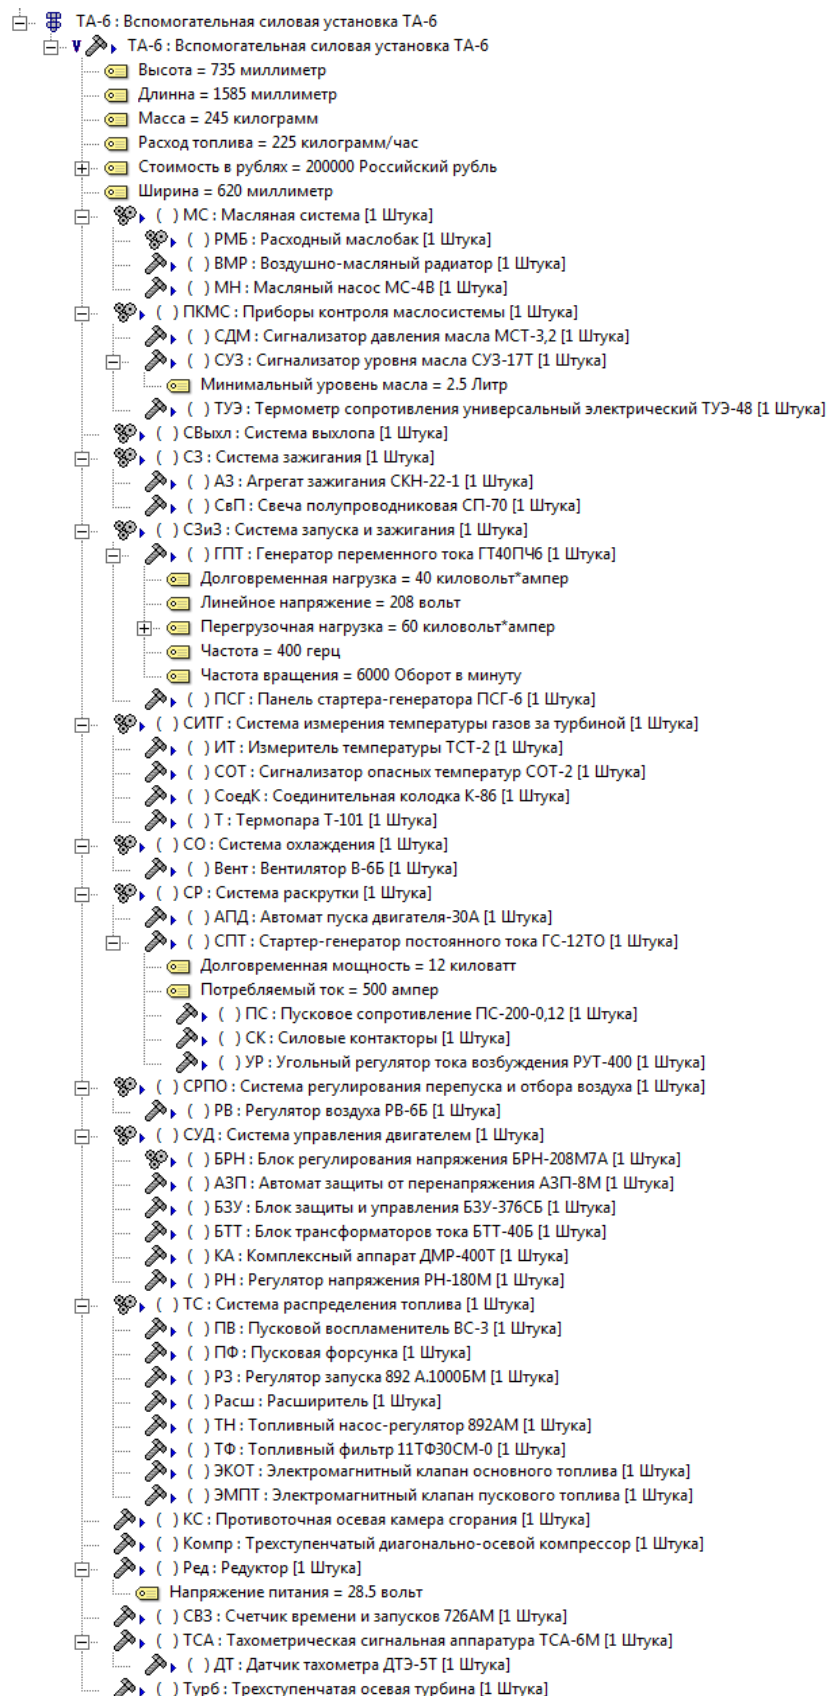 ТА-6 : Вспомогательная силовая установка ТА-6
ТА-6 : Вспомогательная силовая установка ТА-6
Высота = 735 миллиметр
Длинна = 1585 миллиметр
Масса = 245 килограмм
Расход топлива = 225 килограмм/час
Стоимость в рублях = 200000 Российский рубль
Ширина = 620 миллиметр
( ) МС : Масляная система [1 Штука]
( ) РМБ : Расходный маслобак [1 Штука]
( ) ВМР : Воздушно-масляный радиатор [1 Штука]
( ) МН : Масляный насос МС-4В [1 Штука]
( ) ПКМС : Приборы контроля маслосистемы [1 Штука]
( ) СДМ : Сигнализатор давления масла МСТ-3,2 [1 Штука]
( ) СУЗ : Сигнализатор уровня масла СУЗ-17Т [1 Штука]
Минимальный уровень масла = 2.5 Литр
( ) ТУЭ : Термометр сопротивления универсальный электрический ТУЭ-48 [1 Штука]
( ) СВыхл : Система выхлопа [1 Штука]
( ) СЗ : Система зажигания [1 Штука]
( ) АЗ : Агрегат зажигания СКН-22-1 [1 Штука]
( ) СвП : Свеча полупроводниковая СП-70 [1 Штука]
( ) СЗиЗ : Система запуска и зажигания [1 Штука]
( ) ГПТ : Генератор переменного тока ГТ40ПЧ6 [1 Штука]
Долговременная нагрузка = 40 киловольт*ампер
Линейное напряжение = 208 вольт
Перегрузочная нагрузка = 60 киловольт*ампер
Частота = 400 герц
Частота вращения = 6000 Оборот в минуту
( ) ПСГ : Панель стартера-генератора ПСГ-6 [1 Штука]
( ) СИТГ : Система измерения температуры газов за турбиной [1 Штука]
( ) ИТ : Измеритель температуры ТСТ-2 [1 Штука]
( ) СОТ : Сигнализатор опасных температур СОТ-2 [1 Штука]
( ) СоедК : Соединительная колодка К-86 [1 Штука]
( ) Т : Термопара Т-101 [1 Штука]
( ) СО : Система охлаждения [1 Штука]
( ) Вент : Вентилятор В-6Б [1 Штука]
( ) СР : Система раскрутки [1 Штука]
( ) АПД : Автомат пуска двигателя-30А [1 Штука]
( ) СПТ : Стартер-генератор постоянного тока ГС-12ТО [1 Штука]
Долговременная мощность = 12 киловатт
Потребляемый ток = 500 ампер
( ) ПС : Пусковое сопротивление ПС-200-0,12 [1 Штука]
( ) СК : Силовые контакторы [1 Штука]
( ) УР : Угольный регулятор тока возбуждения РУТ-400 [1 Штука]
( ) СРПО : Система регулирования перепуска и отбора воздуха [1 Штука]
( ) РВ : Регулятор воздуха РВ-6Б [1 Штука]
( ) СУД : Система управления двигателем [1 Штука]
( ) БРН : Блок регулирования напряжения БРН-208М7А [1 Штука]
( ) АЗП : Автомат защиты от перенапряжения АЗП-8М [1 Штука]
( ) БЗУ : Блок защиты и управления БЗУ-376СБ [1 Штука]
( ) БТТ : Блок трансформаторов тока БТТ-40Б [1 Штука]
( ) КА : Комплексный аппарат ДМР-400Т [1 Штука]
( ) РН : Регулятор напряжения РН-180М [1 Штука]
( ) ТС : Система распределения топлива [1 Штука]
( ) ПВ : Пусковой воспламенитель ВС-3 [1 Штука]
( ) ПФ : Пусковая форсунка [1 Штука]
( ) РЗ : Регулятор запуска 892 А.1000БМ [1 Штука]
( ) Расш : Расширитель [1 Штука]
( ) ТН : Топливный насос-регулятор 892АМ [1 Штука]
( ) ТФ : Топливный фильтр 11ТФ30СМ-0 [1 Штука]
( ) ЭКОТ : Электромагнитный клапан основного топлива [1 Штука]
( ) ЭМПТ : Электромагнитный клапан пускового топлива [1 Штука]
( ) КС : Противоточная осевая камера сгорания [1 Штука]
( ) Компр : Трехступенчатый диагонально-осевой компрессор [1 Штука]
( ) Ред : Редуктор [1 Штука]
Напряжение питания = 28.5 вольт
( ) СВЗ : Счетчик времени и запусков 726АМ [1 Штука]
( ) ТСА : Тахометрическая сигнальная аппаратура ТСА-6М [1 Штука]
( ) ДТ : Датчик тахометра ДТЭ-5Т [1 Штука]
( ) Турб : Трехступенчатая осевая турбина [1 Штука]